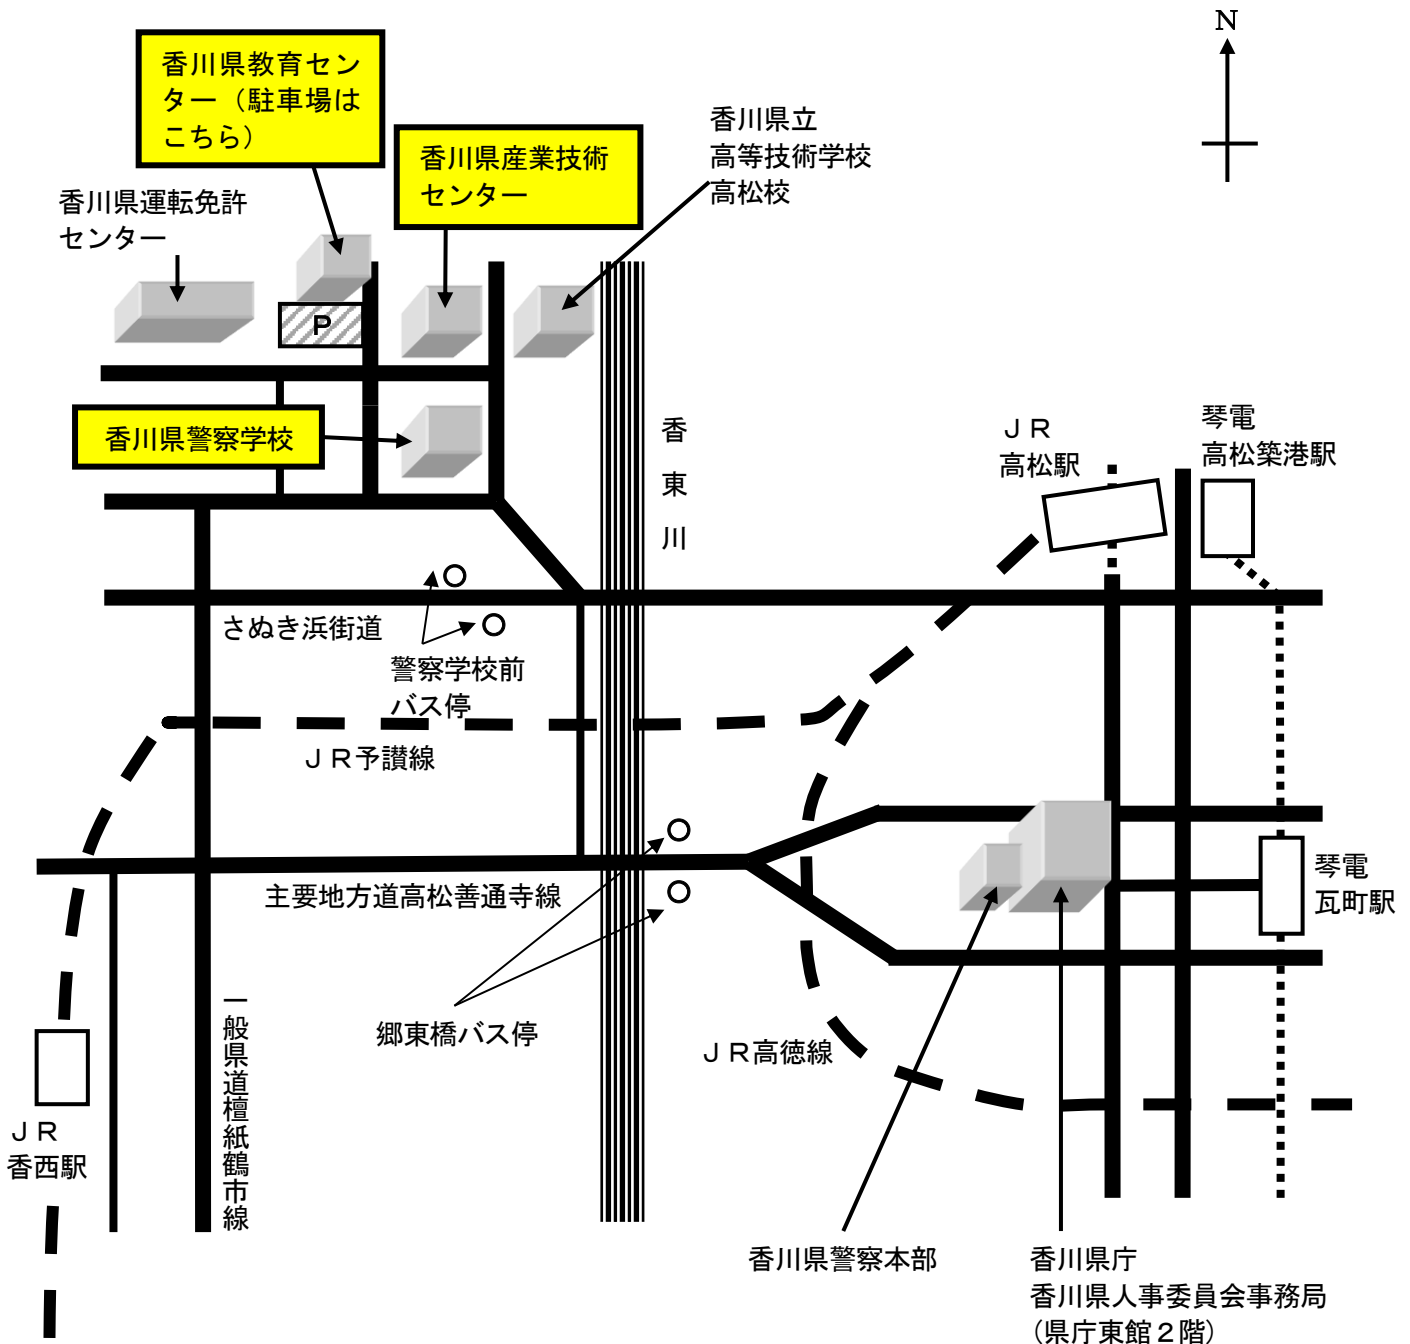 N
香川県教育セン
ター（駐車場は
こちら）
香川県産業技術
センター
香川県立
高等技術学校
高松校
香川県運転免許
センター
P
香川県警察学校
香東川
ＪＲ
高松駅
琴電
高松築港駅
さぬき浜街道
警察学校前
バス停
ＪＲ予讃線
主要地方道高松善通寺線
琴電
瓦町駅
一般県道檀紙鶴市線
郷東橋バス停
ＪＲ高徳線
ＪＲ
香西駅
香川県警察本部
香川県庁
香川県人事委員会事務局
（県庁東館２階）